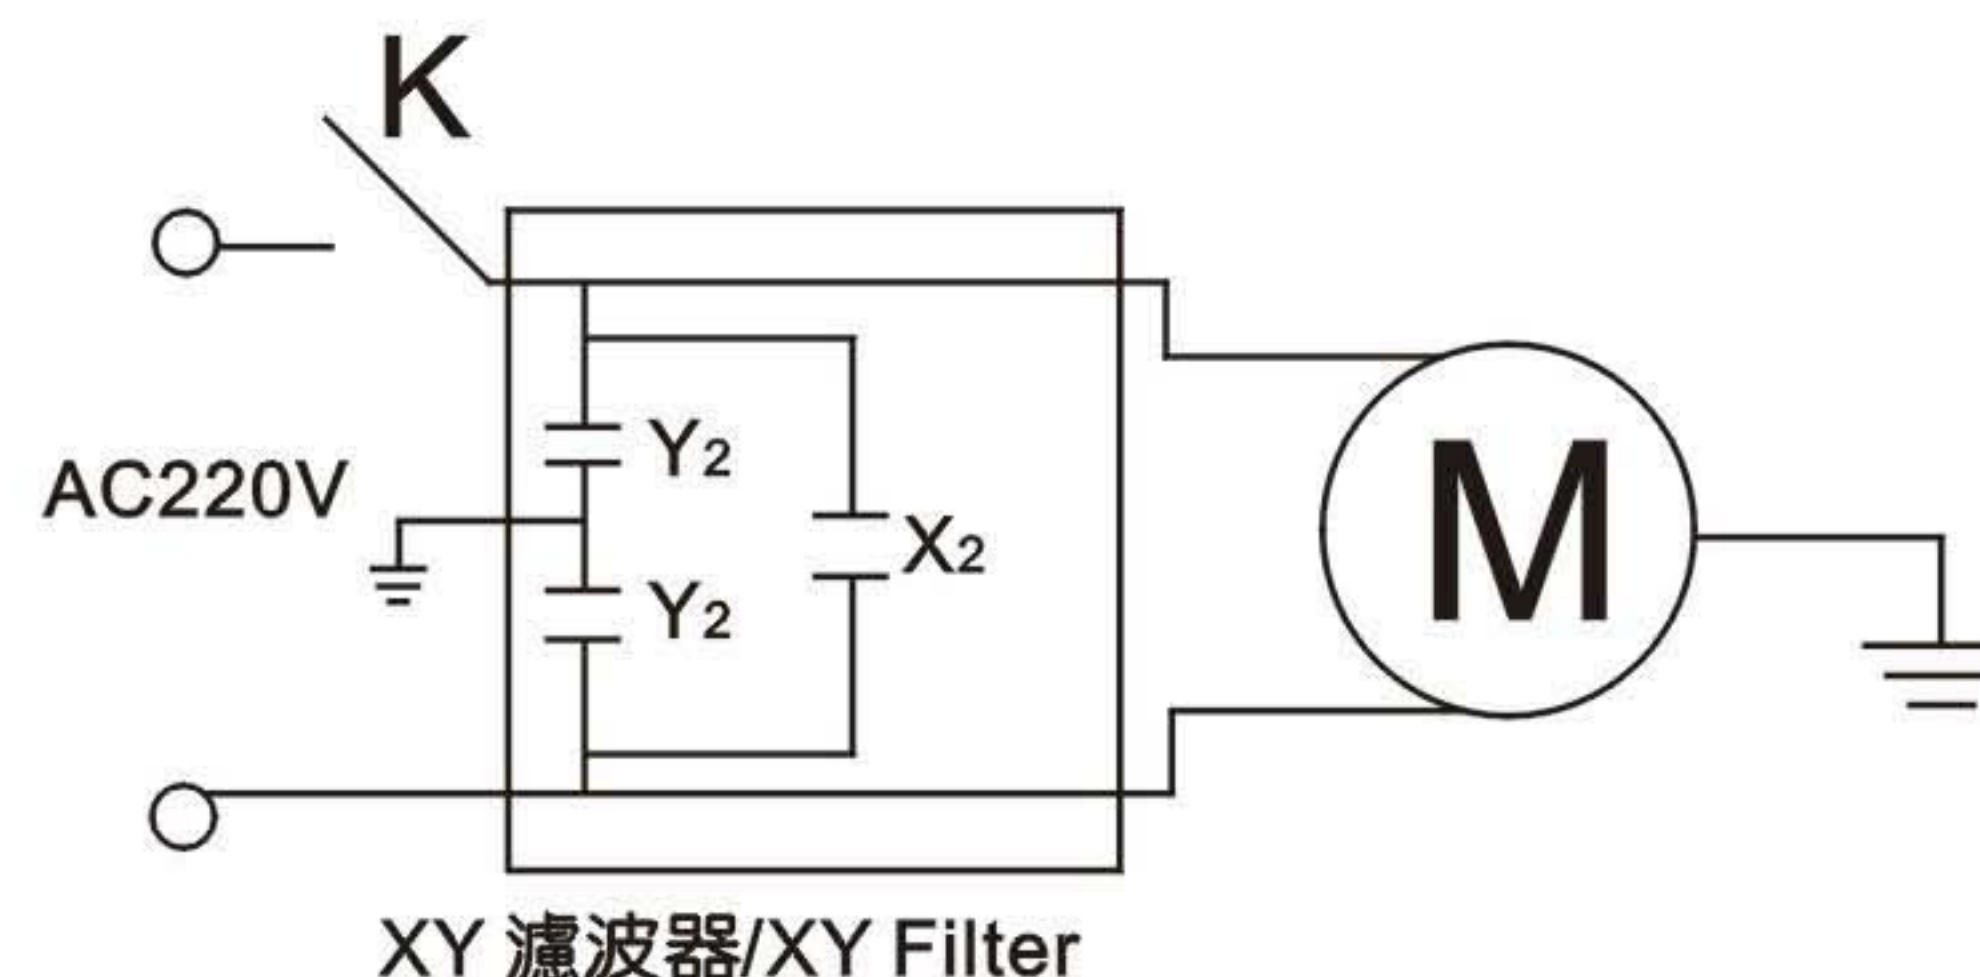 K
AC220V
Y2
X2
Y2
M
XY 濾波器/XY Filter